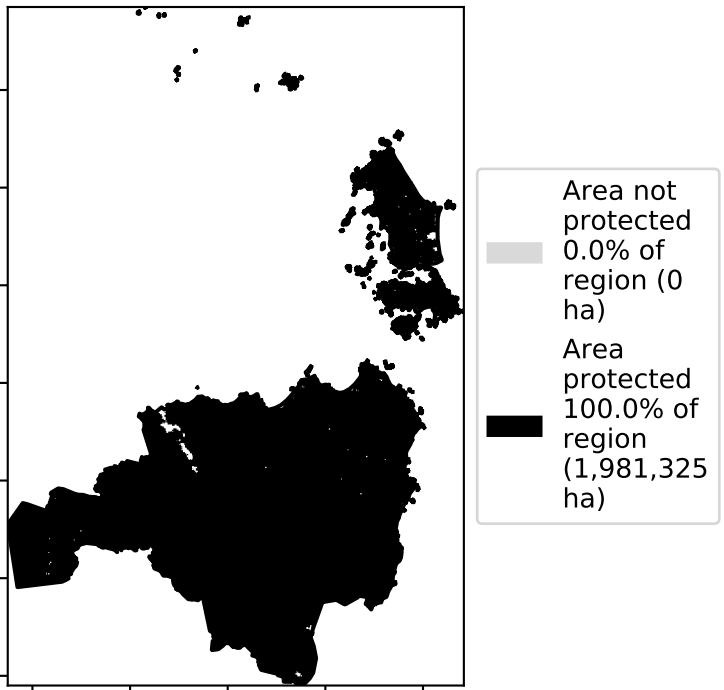 Area not
protected
0.0% of
region (0
ha)
Area
protected
100.0% of
region
(1,981,325
ha)